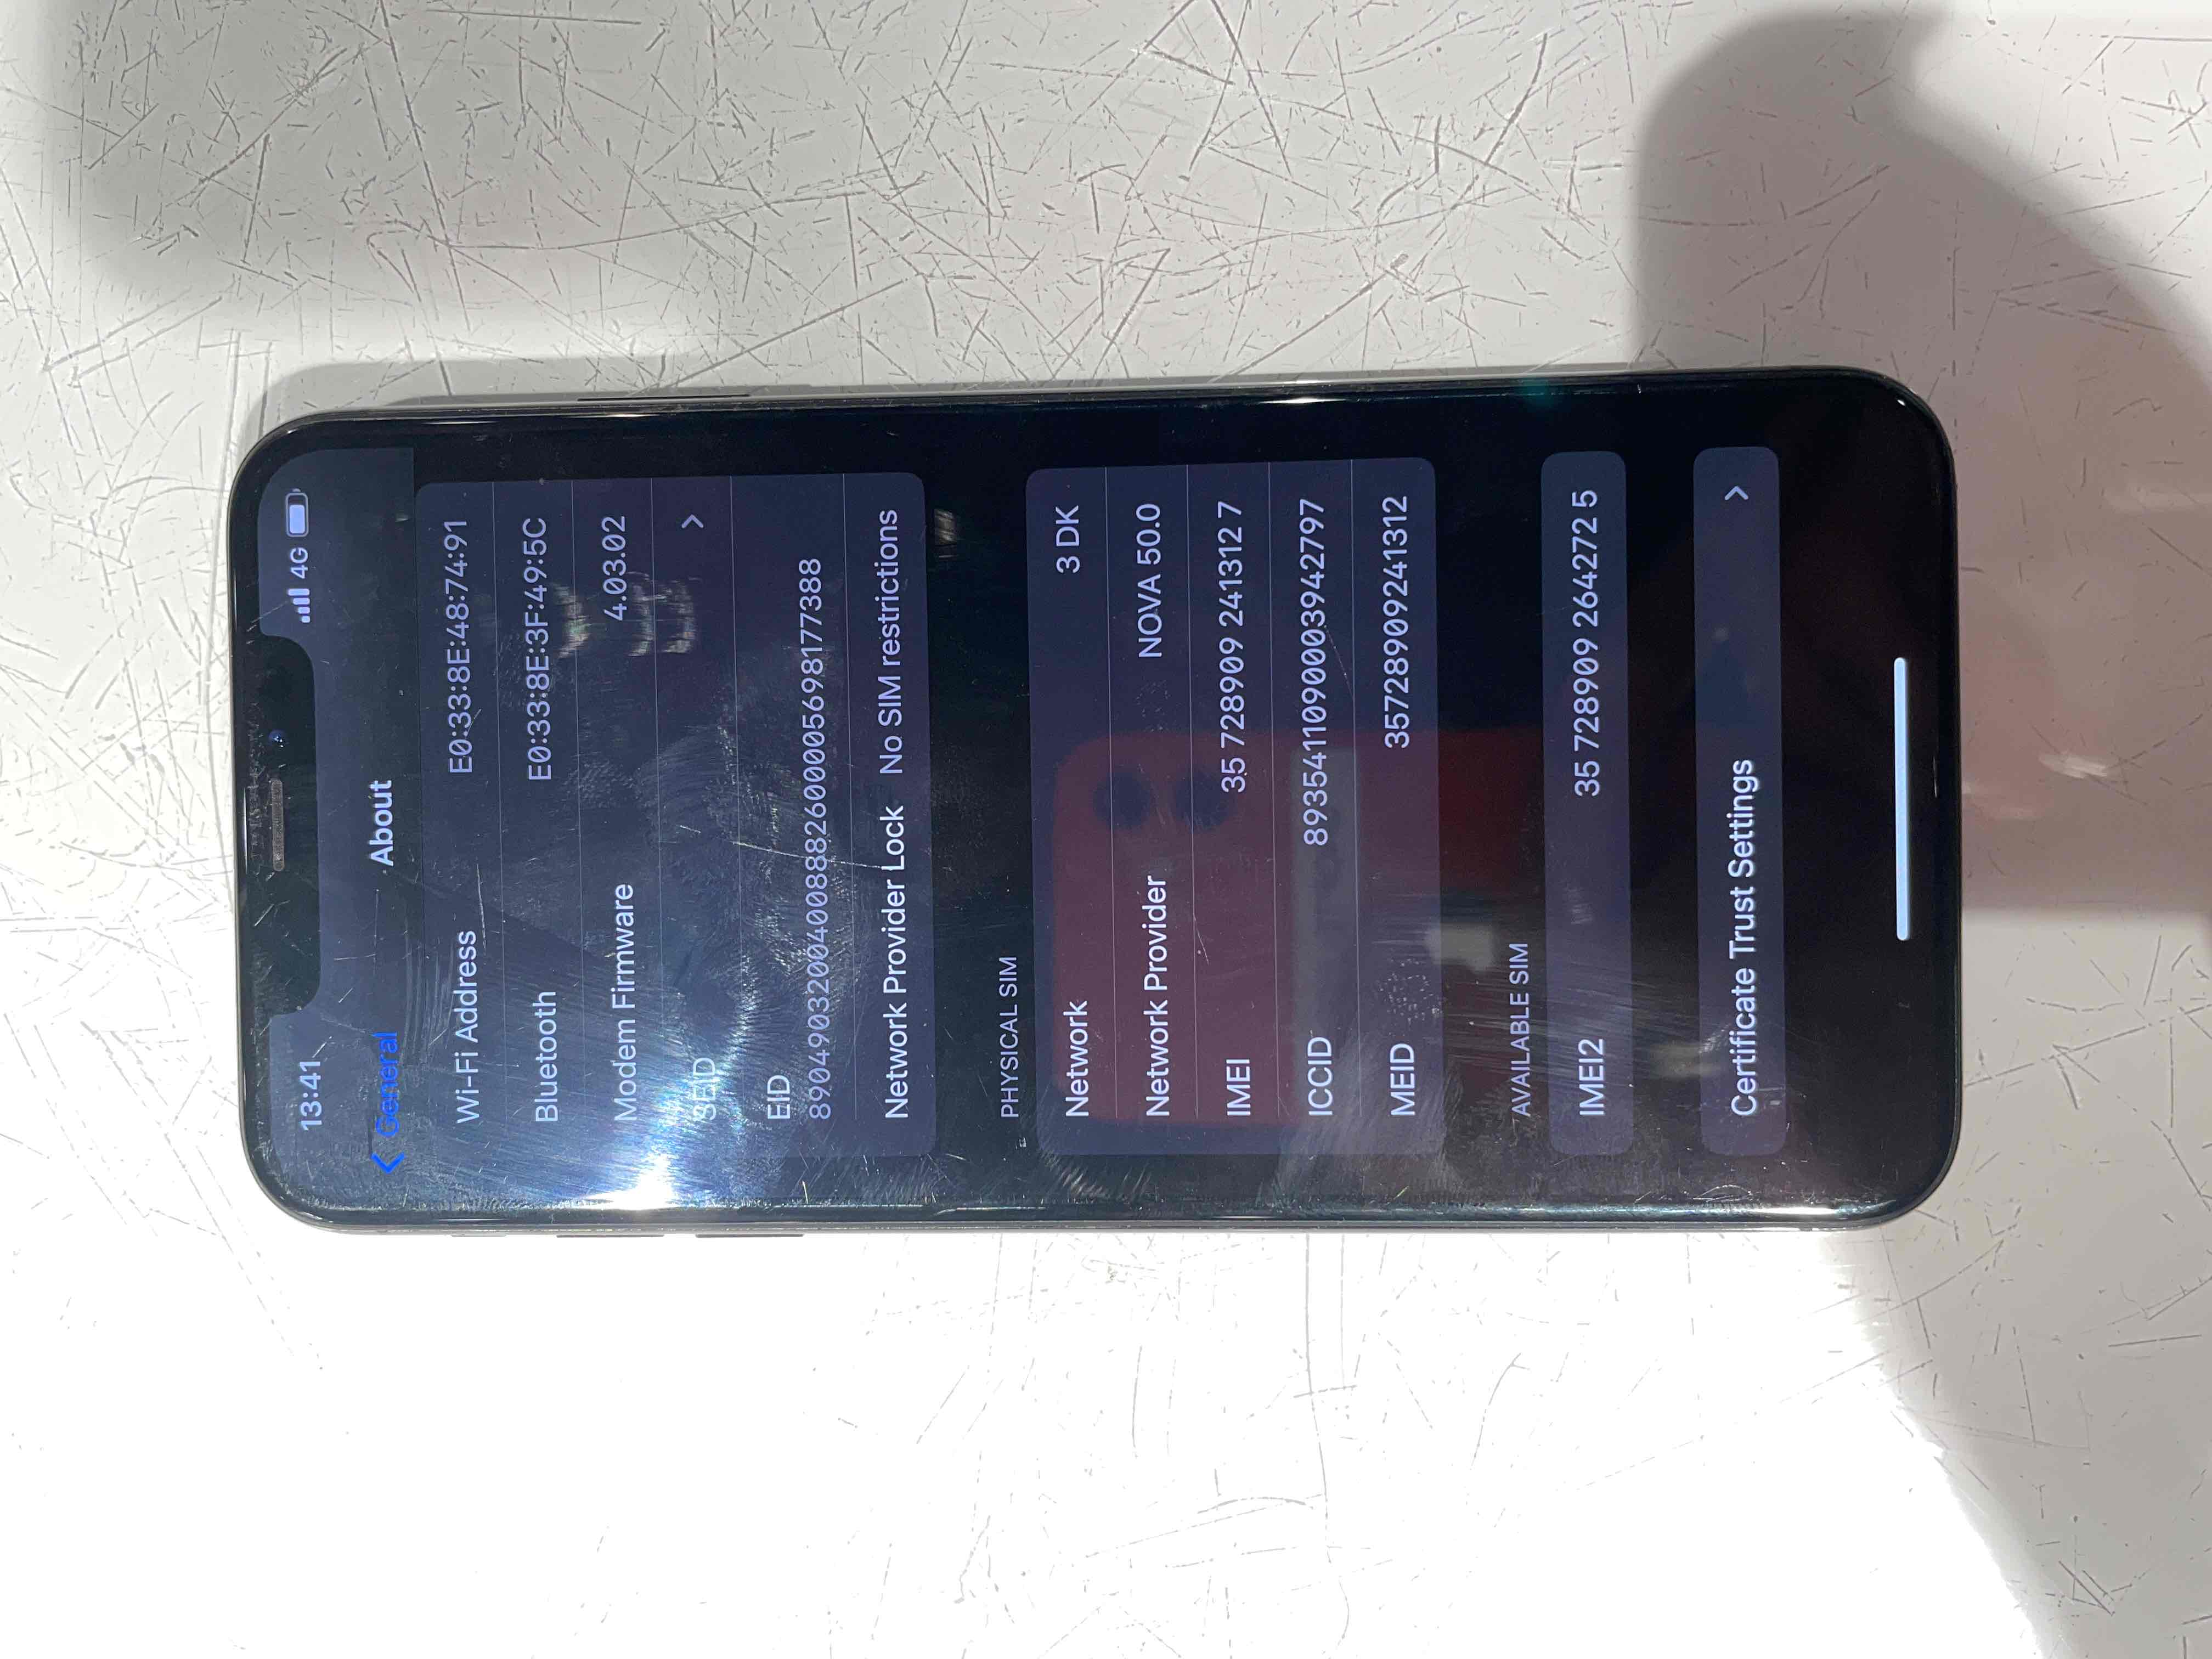 13:41
4G
General
About
Wi-Fi Address E0:33:8E:48:74:91
Bluetooth E0:33:8E:3F:49:5C
Modem Firmware 4.03.02
SEID
EID
89049032004008882600005698177388
Network Provider Lock No SIM restrictions
PHYSICAL SIM
Network 3 DK
Network Provider NOVA 50.0
IMEI 35 728909 241312 7
ICCID 8935411090003942797
MEID 35728909241312
AVAILABLE SIM
IMEI2 35 728909 264272 5
Certificate Trust Settings